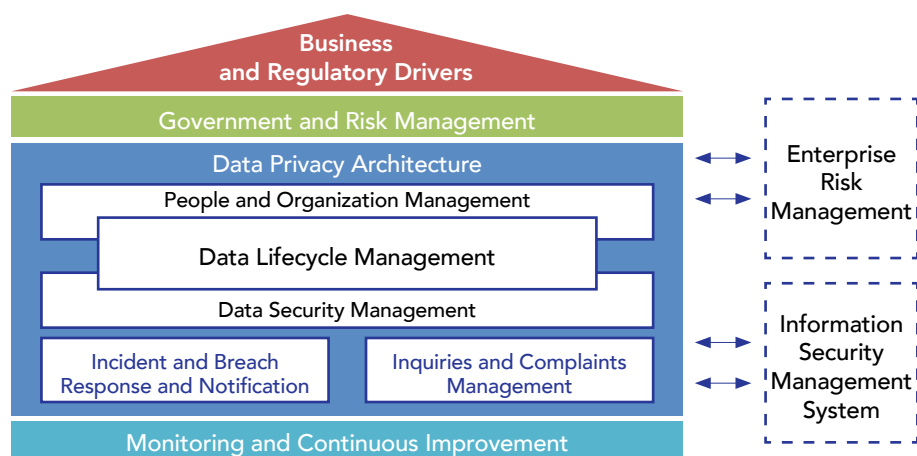 Business
and Regulatory Drivers
Government and Risk Management
Data Privacy Architecture
People and Organization Management
Data Lifecycle Management
Data Security Management
Incident and Breach
Response and Notification
Inquiries and Complaints
Management
Monitoring and Continuous Improvement
Enterprise
Risk
Management
Information
Security
Management
System